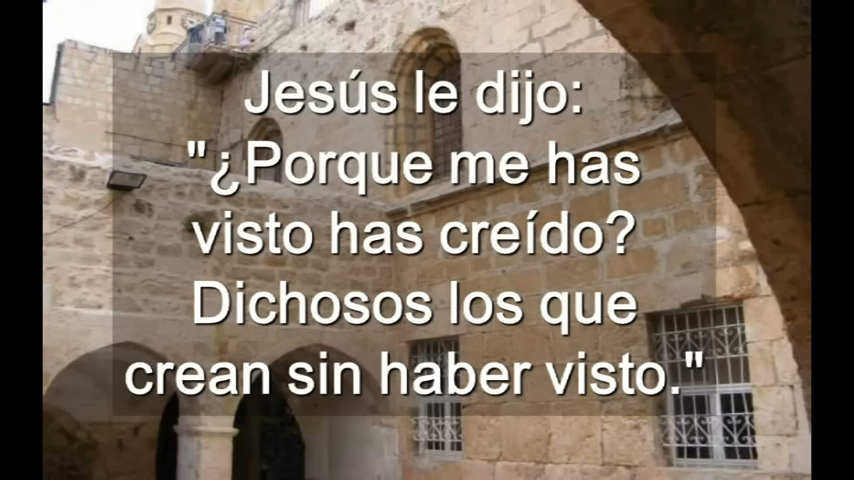 Jesús le dijo:
"¿Porque me has
visto has creído?
Dichosos los que
crean sin haber visto."